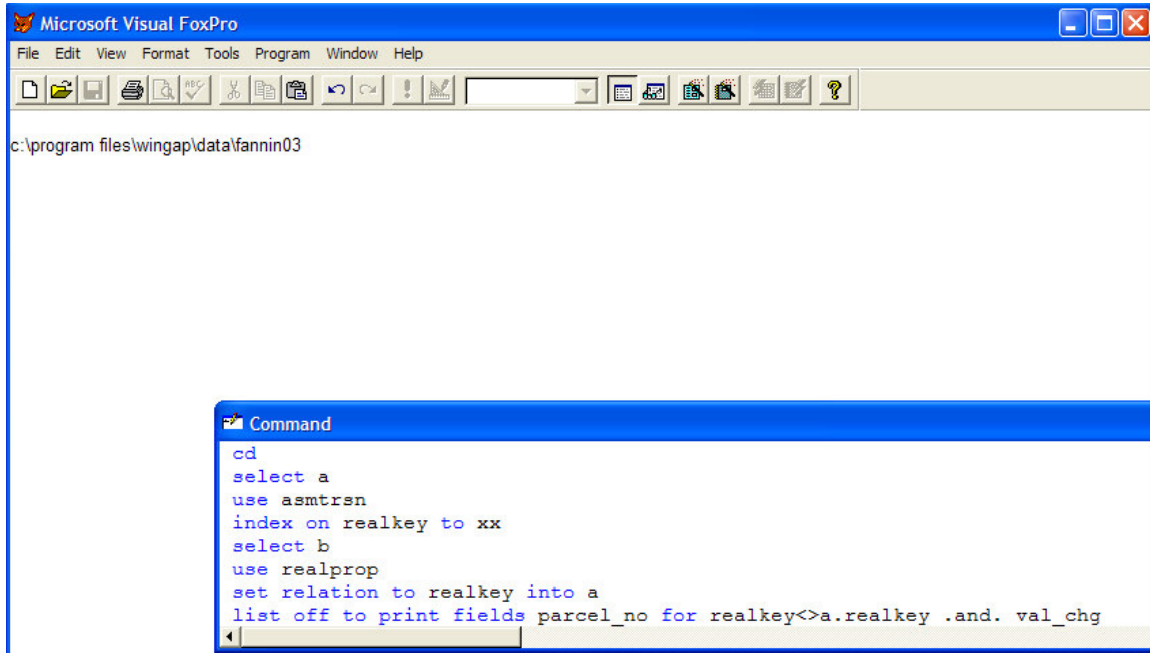 Microsoft Visual FoxPro
File Edit View Format Tools Program Window Help
ABC
c:\program files\wingap\data\fannin03
Command
cd
select a
use asmtrsn
index on realkey to xx
select b
use realprop
set relation to realkey into a
list off to print fields parcel_no for realkey<>a.realkey .and. val_chg